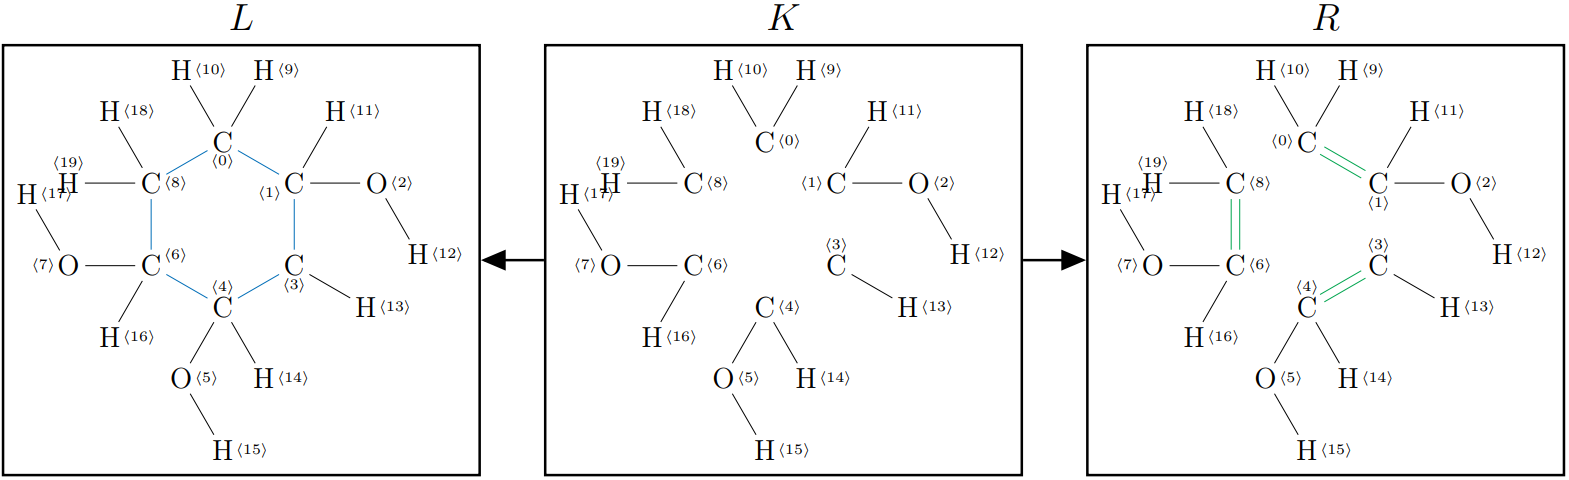 L K R
H⟨10⟩ H⟨9⟩ H⟨10⟩ H⟨9⟩ H⟨10⟩ H⟨9⟩
H⟨18⟩ H⟨11⟩ H⟨18⟩ H⟨11⟩ H⟨18⟩ H⟨11⟩
C⟨0⟩ C⟨0⟩ ⟨0⟩C
H⟨19⟩ C⟨8⟩ ⟨1⟩C O⟨2⟩ H⟨19⟩ C⟨8⟩ ⟨1⟩C O⟨2⟩ H⟨19⟩ C⟨8⟩ C⟨1⟩ O⟨2⟩
H⟨17⟩ H⟨17⟩ H⟨17⟩
H⟨12⟩ H⟨12⟩ H⟨12⟩
⟨7⟩O C⟨6⟩ C⟨3⟩ ⟨7⟩O C⟨6⟩ C⟨3⟩ ⟨7⟩O C⟨6⟩ C⟨3⟩
C⟨4⟩ H⟨13⟩ C⟨4⟩ H⟨13⟩ C⟨4⟩ H⟨13⟩
H⟨16⟩ H⟨16⟩ H⟨16⟩
O⟨5⟩ H⟨14⟩ O⟨5⟩ H⟨14⟩ O⟨5⟩ H⟨14⟩
H⟨15⟩ H⟨15⟩ H⟨15⟩